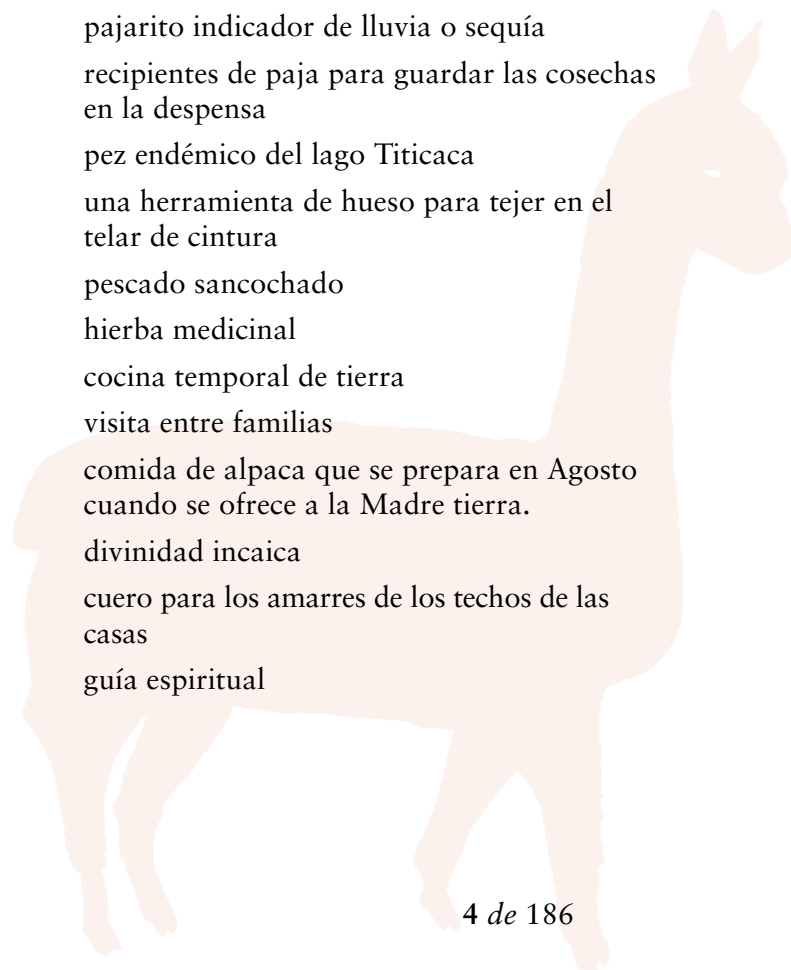 pajarito indicador de lluvia o sequía
recipientes de paja para guardar las cosechas
en la despensa
pez endémico del lago Titicaca
una herramienta de hueso para tejer en el
telar de cintura
pescado sancochado
hierba medicinal
cocina temporal de tierra
visita entre familias
comida de alpaca que se prepara en Agosto
cuando se ofrece a la Madre tierra.
divinidad incaica
cuero para los amarres de los techos de las
casas
guía espiritual
4 de 186